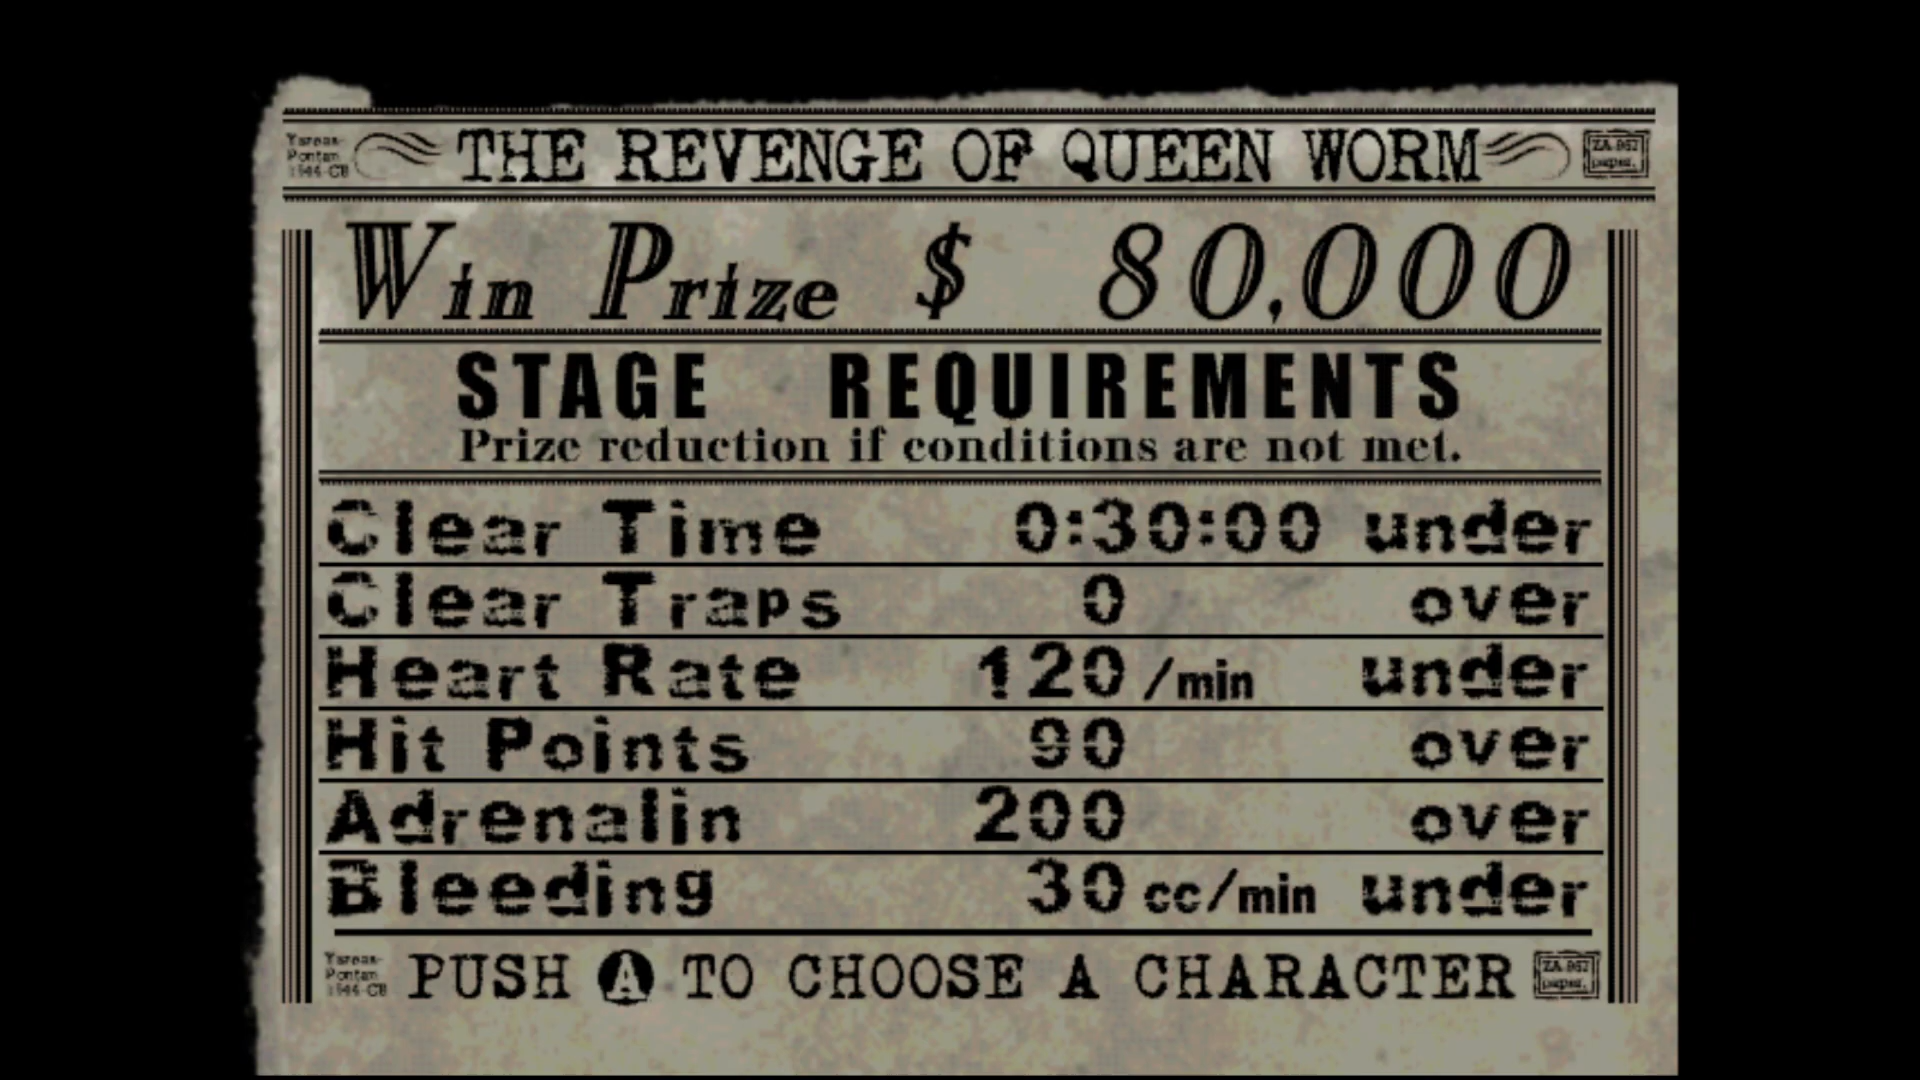 THE REVENGE OF QUEEN WORM
Win Prize $ 80,000
STAGE REQUIREMENTS
Prize reduction if conditions are not met.
Clear Time 0:30:00 under
Clear Traps 0 over
Heart Rate 120 /min under
Hit Points 90 over
Adrenalin 200 over
Bleeding 30 cc/min under
PUSH A TO CHOOSE A CHARACTER